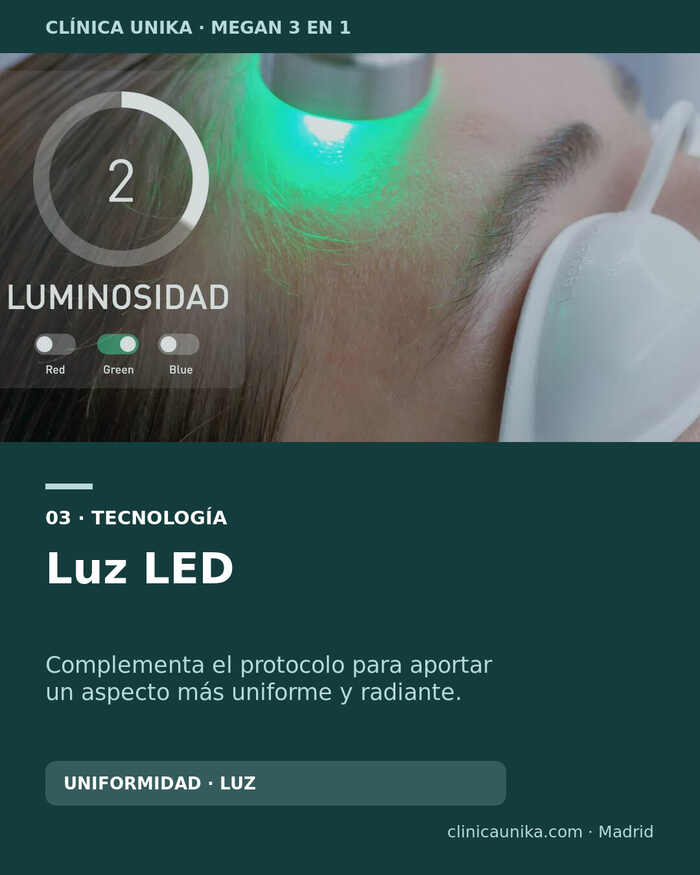 CLÍNICA UNIKA · MEGAN 3 EN 1
2
LUMINOSIDAD
Red Green Blue
03 · TECNOLOGÍA
Luz LED
Complementa el protocolo para aportar
un aspecto más uniforme y radiante.
UNIFORMIDAD · LUZ
clinicaunika.com · Madrid